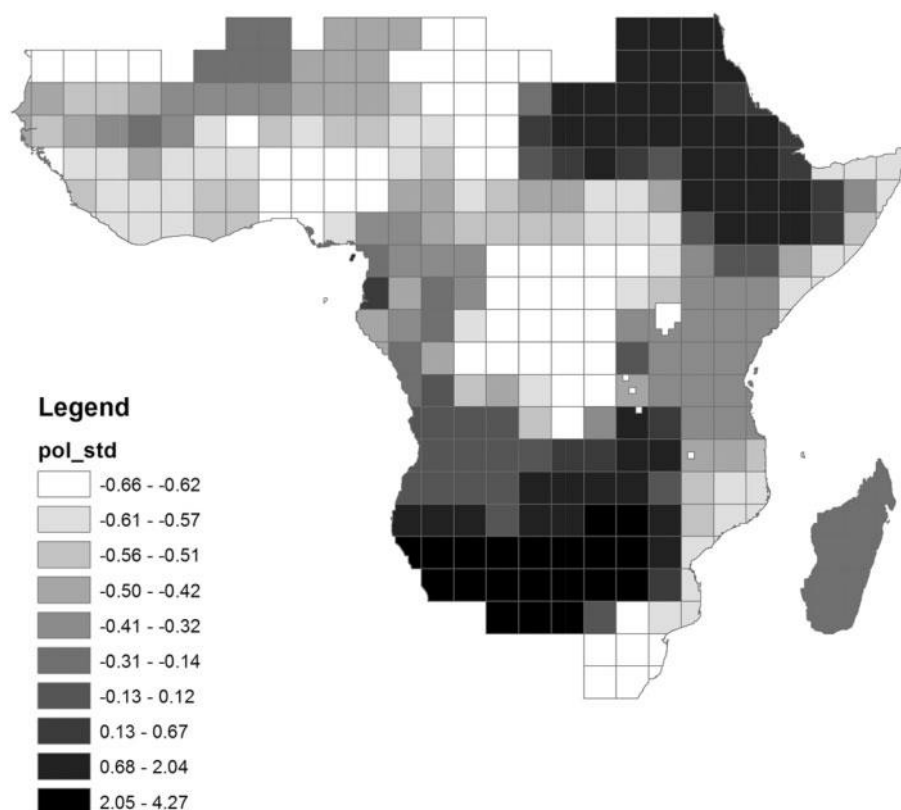 Legend
pol_std
-0.66 - -0.62
-0.61 - -0.57
-0.56 - -0.51
-0.50 - -0.42
-0.41 - -0.32
-0.31 - -0.14
-0.13 - 0.12
0.13 - 0.67
0.68 - 2.04
2.05 - 4.27